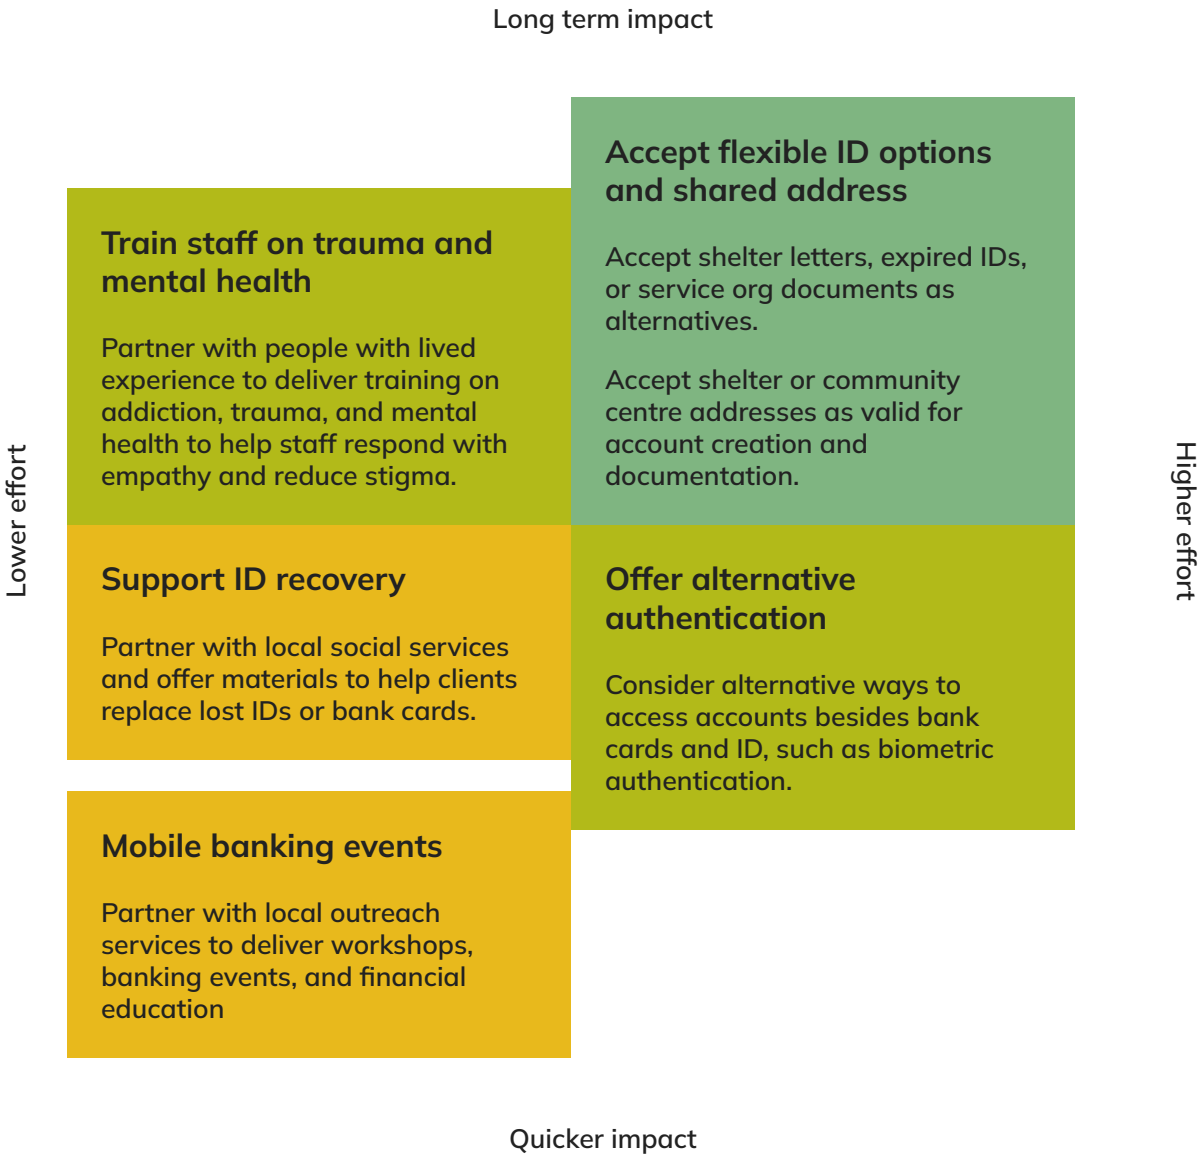 Long term impact
Accept flexible ID options
and shared address
Accept shelter letters, expired IDs,
or service org documents as
alternatives.
Accept shelter or community
centre addresses as valid for
account creation and
documentation.
Train staff on trauma and
mental health
Partner with people with lived
experience to deliver training on
addiction, trauma, and mental
health to help staff respond with
empathy and reduce stigma.
Lower effort
Higher effort
Support ID recovery
Partner with local social services
and offer materials to help clients
replace lost IDs or bank cards.
Offer alternative
authentication
Consider alternative ways to
access accounts besides bank
cards and ID, such as biometric
authentication.
Mobile banking events
Partner with local outreach
services to deliver workshops,
banking events, and financial
education
Quicker impact